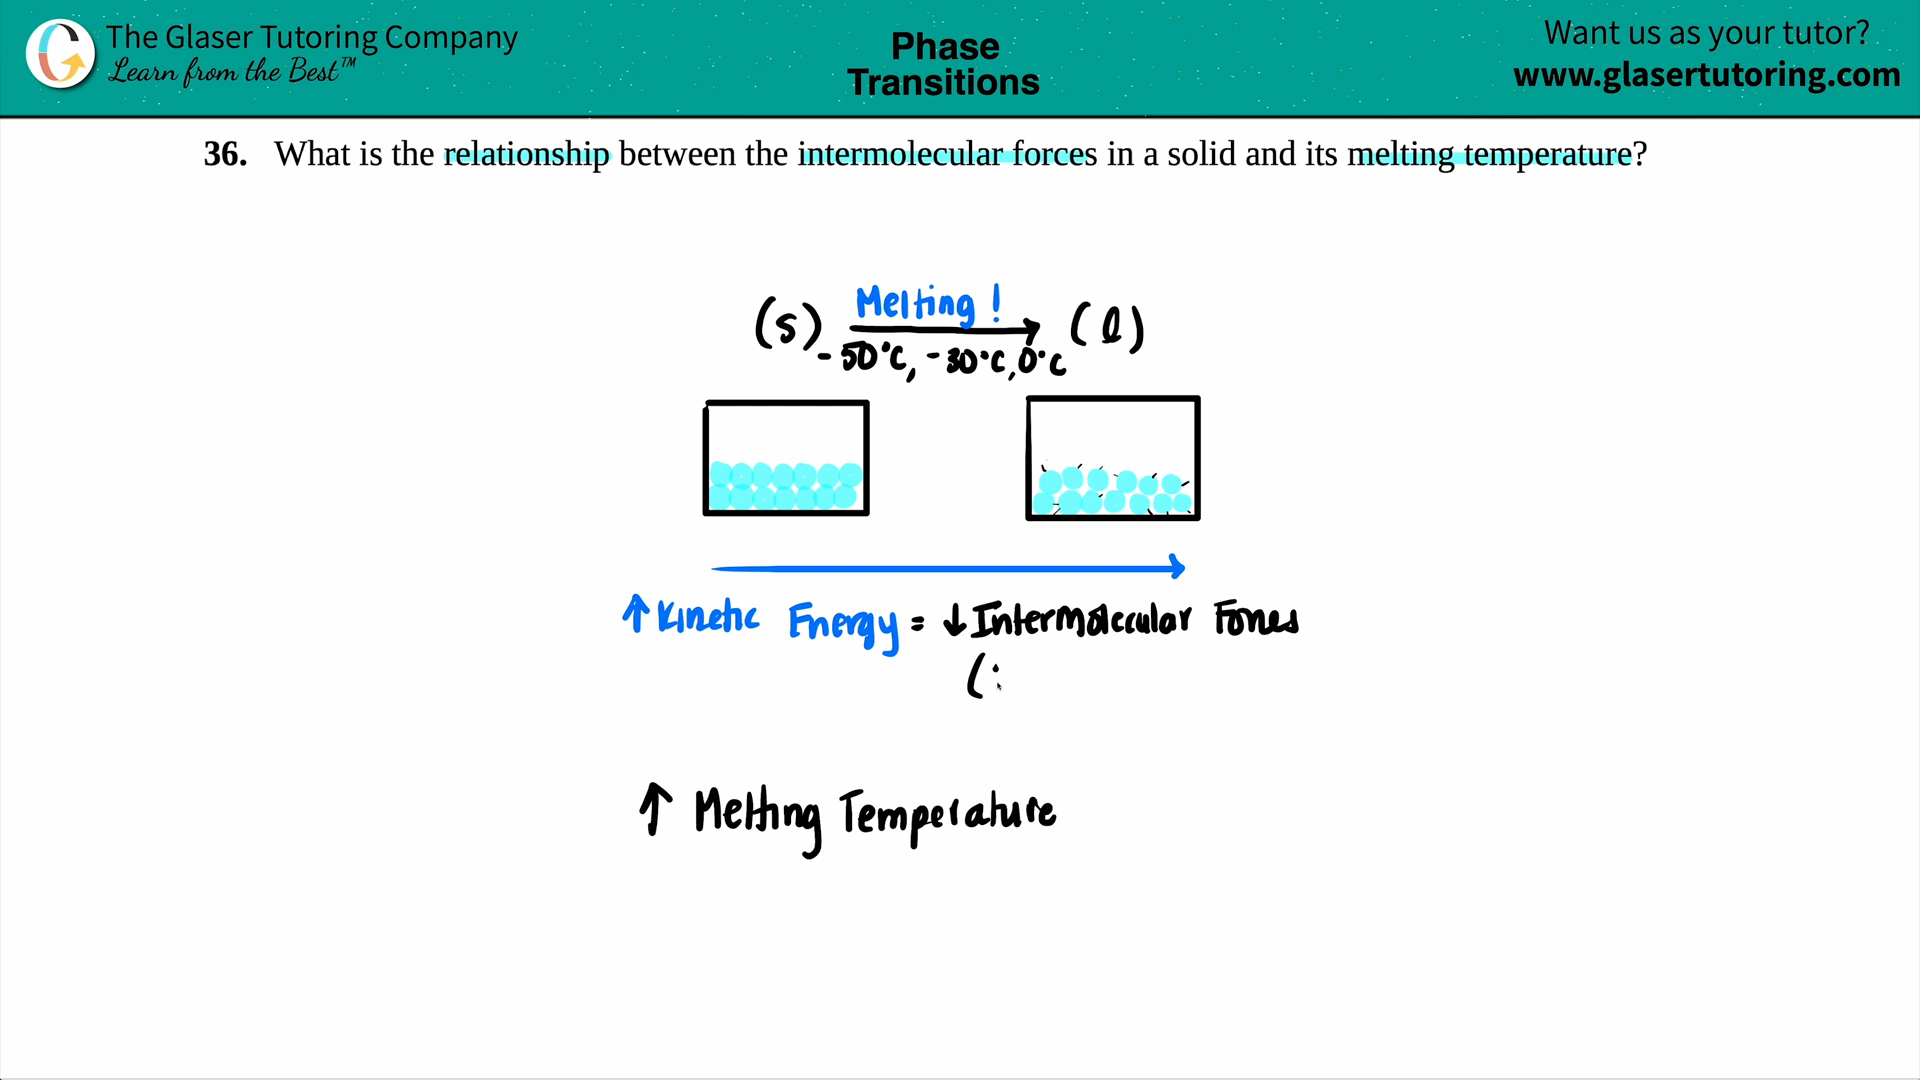 The Glaser Tutoring Company
Learn from the Best™
Phase
Transitions
Want us as your tutor?
www.glasertutoring.com
36. What is the relationship between the intermolecular forces in a solid and its melting temperature?
Melting!
(s) → (l)
-50°C, -30°C, 0°C
↑ Kinetic Energy = ↓ Intermolecular Forces
(:
↑ Melting Temperature